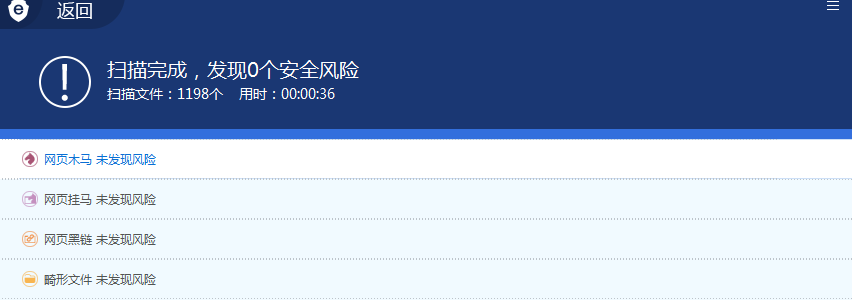 e 返回
扫描完成，发现0个安全风险
扫描文件：1198个 用时：00:00:36
网页木马 未发现风险
网页挂马 未发现风险
网页黑链 未发现风险
畸形文件 未发现风险